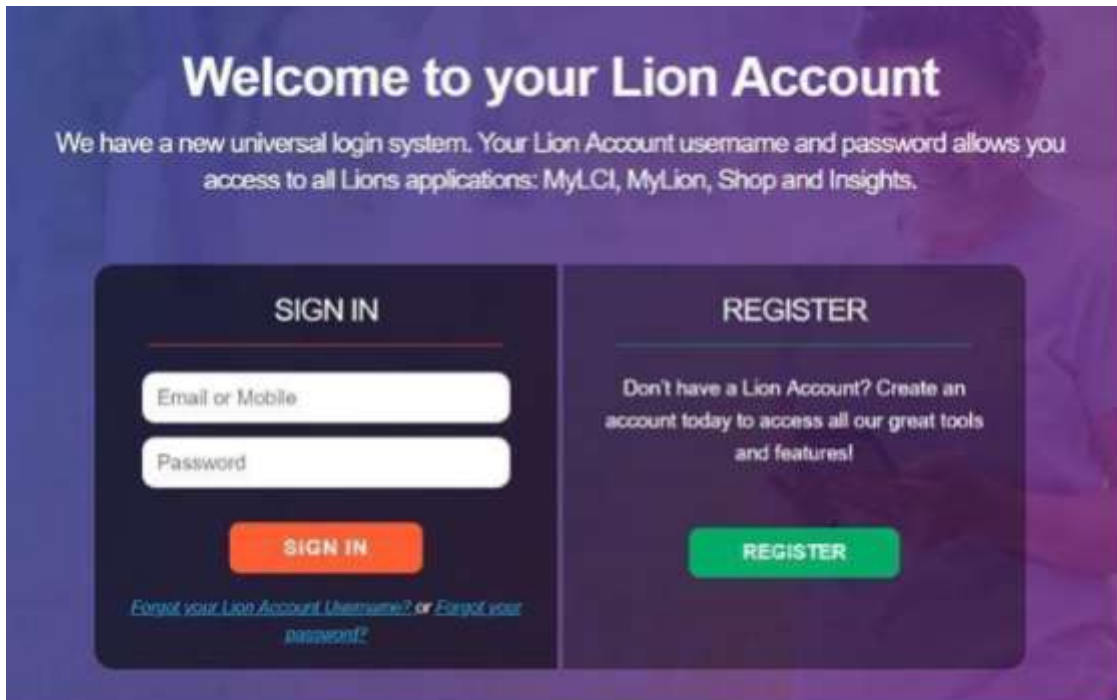 Welcome to your Lion Account
We have a new universal login system. Your Lion Account username and password allows you
access to all Lions applications: MyLCI, MyLion, Shop and Insights.
SIGN IN
Email or Mobile
Password
SIGN IN
Forgot your Lion Account Username? or Forgot your
password?
REGISTER
Don't have a Lion Account? Create an
account today to access all our great tools
and features!
REGISTER